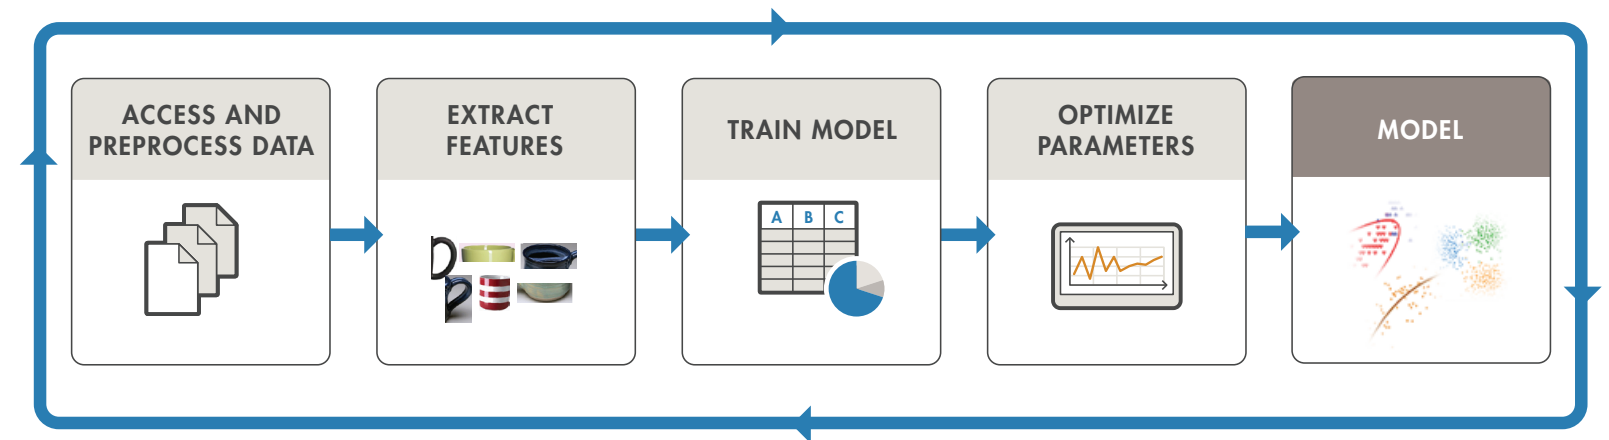 ACCESS AND
PREPROCESS DATA
EXTRACT
FEATURES
TRAIN MODEL
A B C
OPTIMIZE
PARAMETERS
MODEL